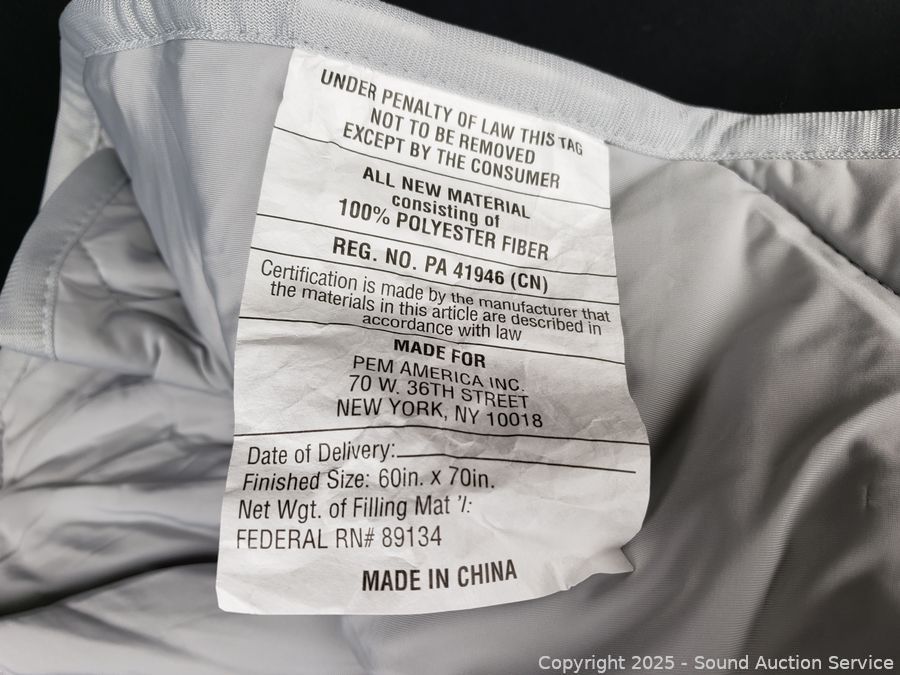 UNDER PENALTY OF LAW THIS TAG
NOT TO BE REMOVED
EXCEPT BY THE CONSUMER
ALL NEW MATERIAL
consisting of
100% POLYESTER FIBER
REG. NO. PA 41946 (CN)
Certification is made by the manufacturer that
the materials in this article are described in
accordance with law
MADE FOR
PEM AMERICA INC.
70 W. 36TH STREET
NEW YORK, NY 10018
Date of Delivery:
Finished Size: 60in. x 70in.
Net Wgt. of Filling Mat 'l:
FEDERAL RN# 89134
MADE IN CHINA
Copyright 2025 - Sound Auction Service